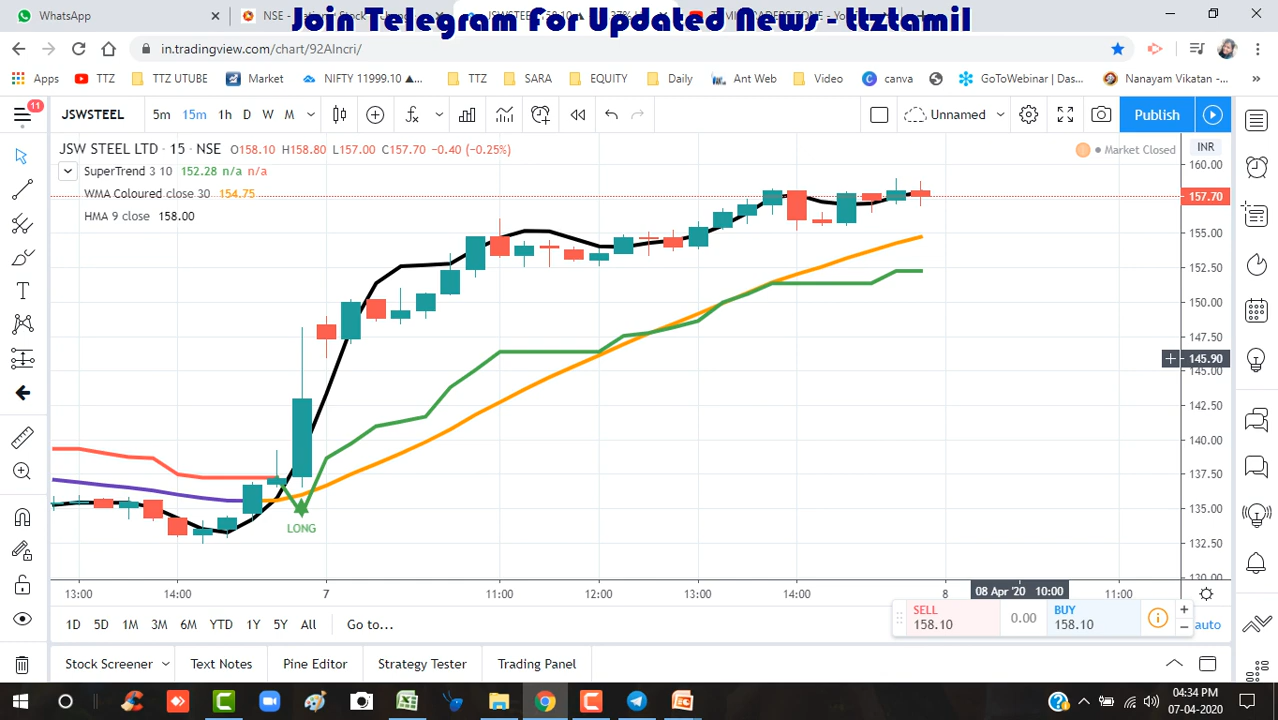 WhatsApp
NSE - National Stock
JSWSTEEL 158.10
Join Telegram For Updated News - ttztamil
in.tradingview.com/chart/92AIncri/
Apps
TTZ
TTZ UTUBE
Market
NIFTY 11999.10 ▲...
TTZ
SARA
EQUITY
Daily
Ant Web
Video
canva
GoToWebinar | Das...
Nanayam Vikatan -...
»
11
JSWSTEEL
5m
15m
1h
D
W
M
Unnamed
Publish
JSW STEEL LTD · 15 · NSE O158.10 H158.80 L157.00 C157.70 −0.40 (−0.25%)
Market Closed
INR
SuperTrend 3 10 152.28 n/a n/a
WMA Coloured close 30 154.75
HMA 9 close 158.00
160.00
157.70
155.00
152.50
150.00
147.50
145.90
145.00
142.50
140.00
137.50
135.00
132.50
130.00
LONG
13:00
14:00
7
11:00
12:00
13:00
14:00
8
08 Apr '20 10:00
11:00
1D
5D
1M
3M
6M
YTD
1Y
5Y
All
Go to...
SELL
158.10
0.00
BUY
158.10
auto
Stock Screener
Text Notes
Pine Editor
Strategy Tester
Trading Panel
04:34 PM
07-04-2020